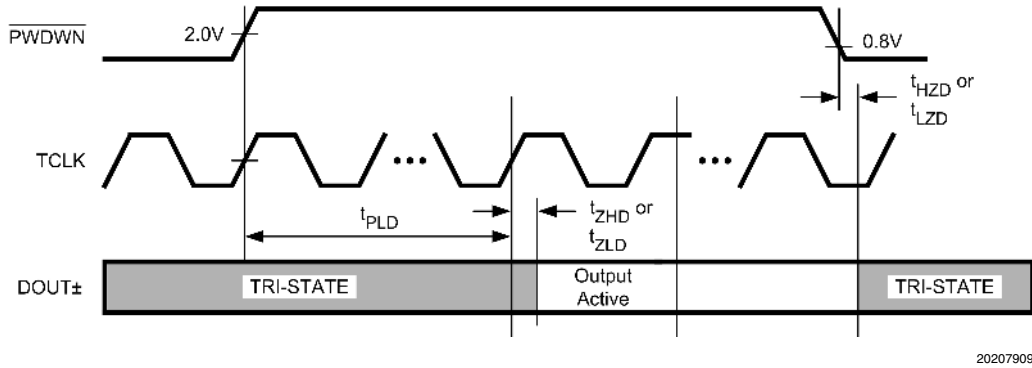 PWDWN
2.0V
0.8V
tHZD or
tLZD
TCLK
tPLD
tZHD or
tZLD
DOUT±
TRI-STATE
Output
Active
TRI-STATE
20207909